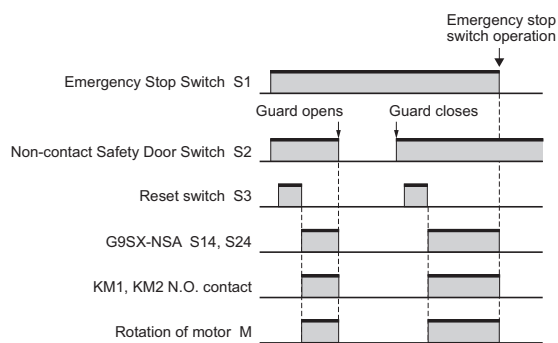 Emergency stop
switch operation
Emergency Stop Switch S1
Guard opens
Guard closes
Non-contact Safety Door Switch S2
Reset switch S3
G9SX-NSA S14, S24
KM1, KM2 N.O. contact
Rotation of motor M